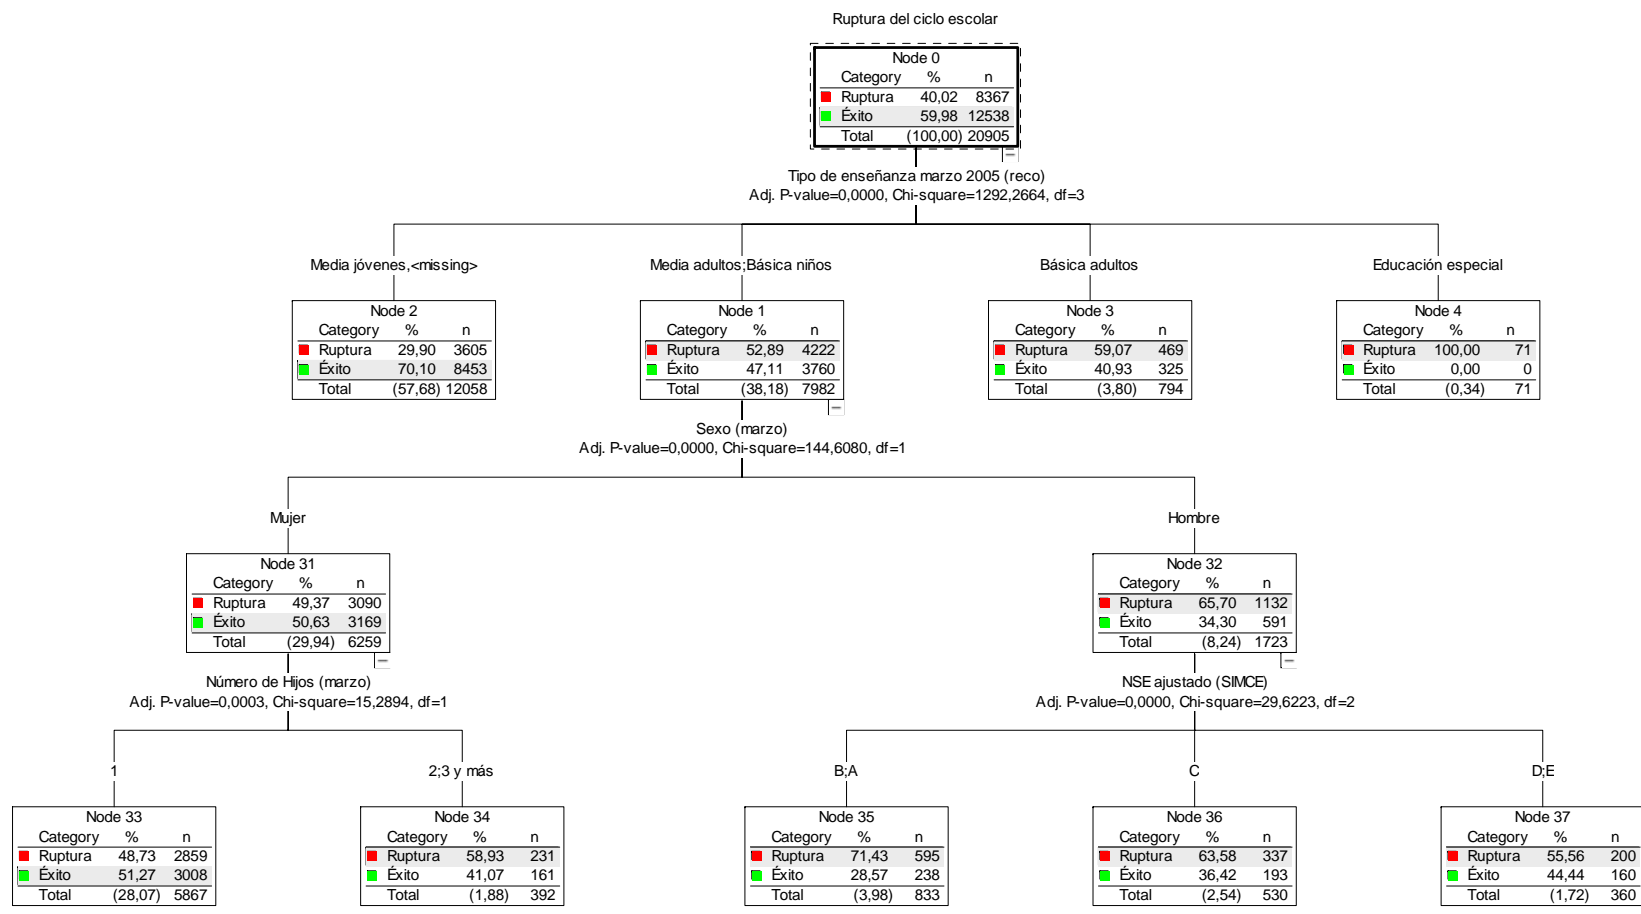 Ruptura del ciclo escolar
Node 0
Category % n
Ruptura 40,02 8367
Éxito 59,98 12538
Total (100,00) 20905
Tipo de enseñanza marzo 2005 (reco)
Adj. P-value=0,0000, Chi-square=1292,2664, df=3
Media jóvenes,<missing>
Node 2
Category % n
Ruptura 29,90 3605
Éxito 70,10 8453
Total (57,68) 12058
Media adultos;Básica niños
Node 1
Category % n
Ruptura 52,89 4222
Éxito 47,11 3760
Total (38,18) 7982
Básica adultos
Node 3
Category % n
Ruptura 59,07 469
Éxito 40,93 325
Total (3,80) 794
Educación especial
Node 4
Category % n
Ruptura 100,00 71
Éxito 0,00 0
Total (0,34) 71
Sexo (marzo)
Adj. P-value=0,0000, Chi-square=144,6080, df=1
Mujer
Node 31
Category % n
Ruptura 49,37 3090
Éxito 50,63 3169
Total (29,94) 6259
Hombre
Node 32
Category % n
Ruptura 65,70 1132
Éxito 34,30 591
Total (8,24) 1723
Número de Hijos (marzo)
Adj. P-value=0,0003, Chi-square=15,2894, df=1
NSE ajustado (SIMCE)
Adj. P-value=0,0000, Chi-square=29,6223, df=2
1
Node 33
Category % n
Ruptura 48,73 2859
Éxito 51,27 3008
Total (28,07) 5867
2;3 y más
Node 34
Category % n
Ruptura 58,93 231
Éxito 41,07 161
Total (1,88) 392
B;A
Node 35
Category % n
Ruptura 71,43 595
Éxito 28,57 238
Total (3,98) 833
C
Node 36
Category % n
Ruptura 63,58 337
Éxito 36,42 193
Total (2,54) 530
D;E
Node 37
Category % n
Ruptura 55,56 200
Éxito 44,44 160
Total (1,72) 360